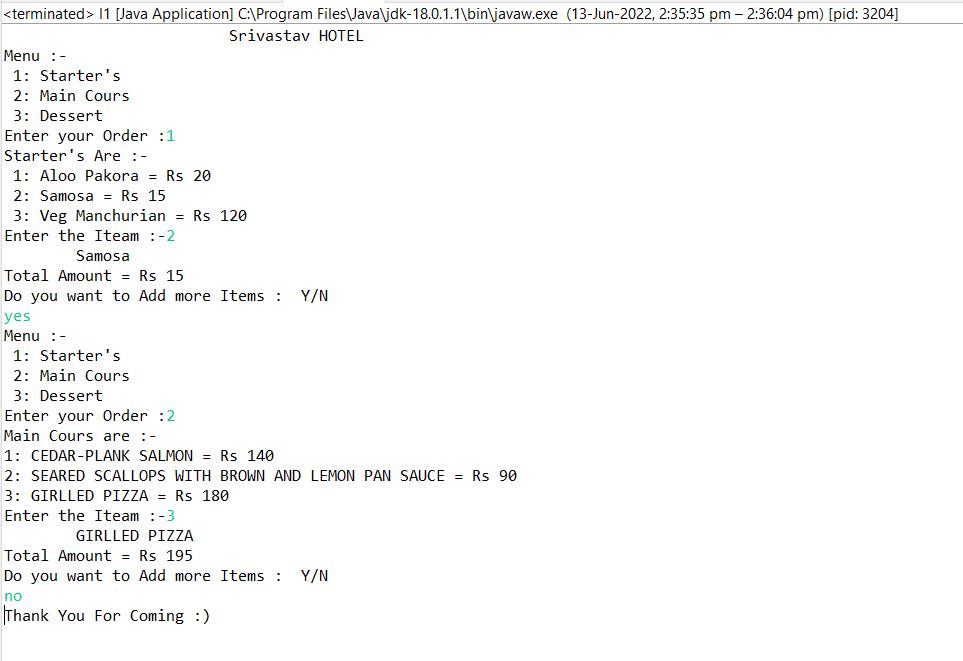 <terminated> I1 [Java Application] C:\Program Files\Java\jdk-18.0.1.1\bin\javaw.exe (13-Jun-2022, 2:35:35 pm – 2:36:04 pm) [pid: 3204]
Srivastav HOTEL
Menu :-
1: Starter's
2: Main Cours
3: Dessert
Enter your Order :1
Starter's Are :-
1: Aloo Pakora = Rs 20
2: Samosa = Rs 15
3: Veg Manchurian = Rs 120
Enter the Iteam :-2
Samosa
Total Amount = Rs 15
Do you want to Add more Items :  Y/N
yes
Menu :-
1: Starter's
2: Main Cours
3: Dessert
Enter your Order :2
Main Cours are :-
1: CEDAR-PLANK SALMON = Rs 140
2: SEARED SCALLOPS WITH BROWN AND LEMON PAN SAUCE = Rs 90
3: GIRLLED PIZZA = Rs 180
Enter the Iteam :-3
GIRLLED PIZZA
Total Amount = Rs 195
Do you want to Add more Items :  Y/N
no
Thank You For Coming :)